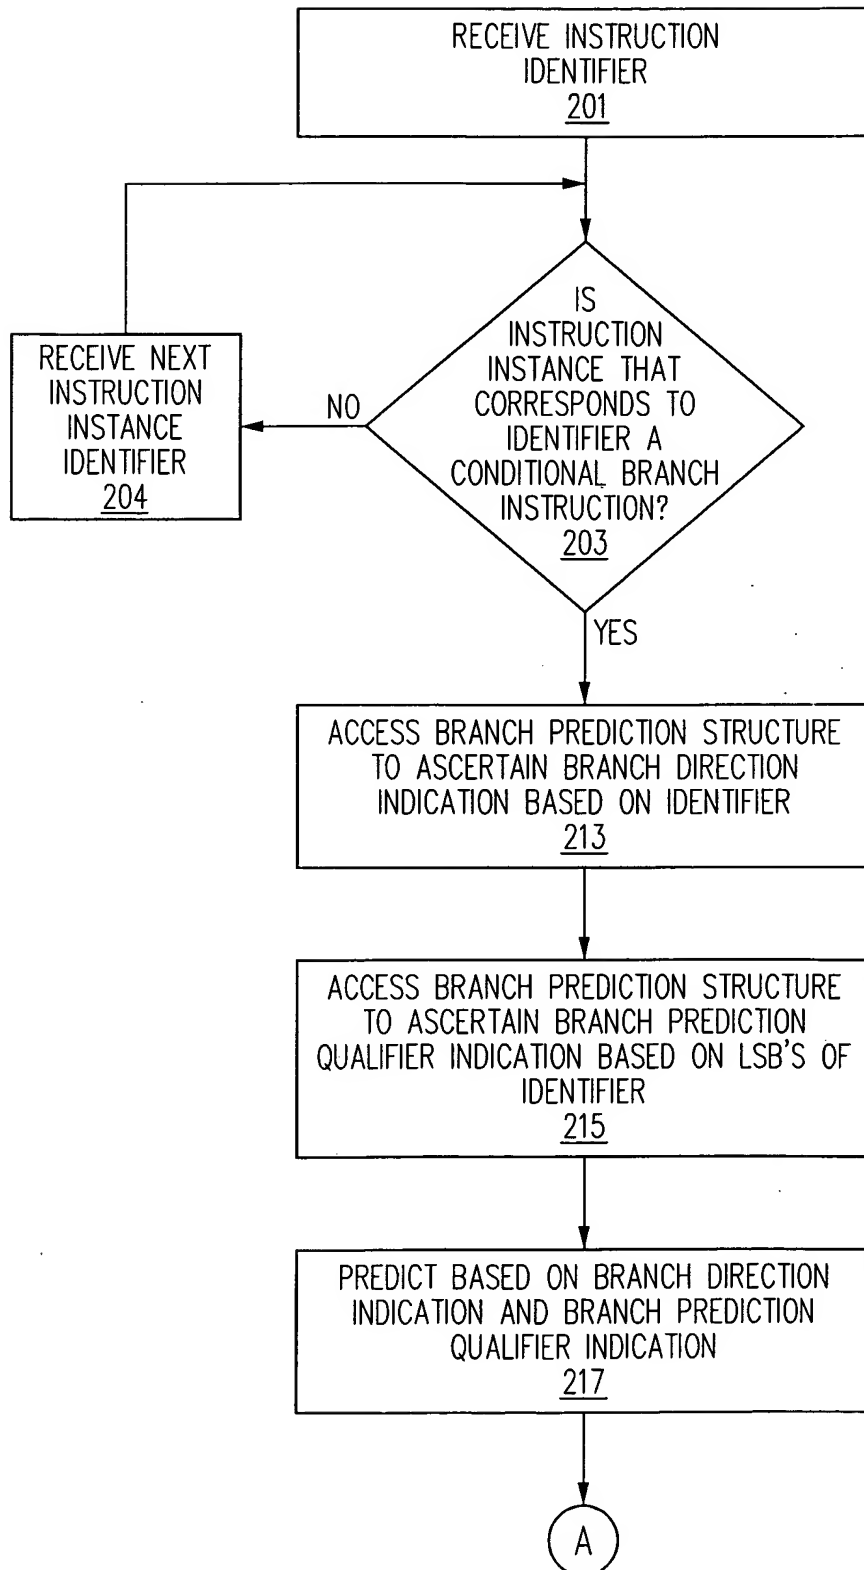 RECEIVE INSTRUCTION
IDENTIFIER
201
IS
INSTRUCTION
INSTANCE THAT
CORRESPONDS TO
IDENTIFIER A
CONDITIONAL BRANCH
INSTRUCTION?
203
NO
RECEIVE NEXT
INSTRUCTION
INSTANCE
IDENTIFIER
204
YES
ACCESS BRANCH PREDICTION STRUCTURE
TO ASCERTAIN BRANCH DIRECTION
INDICATION BASED ON IDENTIFIER
213
ACCESS BRANCH PREDICTION STRUCTURE
TO ASCERTAIN BRANCH PREDICTION
QUALIFIER INDICATION BASED ON LSB'S OF
IDENTIFIER
215
PREDICT BASED ON BRANCH DIRECTION
INDICATION AND BRANCH PREDICTION
QUALIFIER INDICATION
217
A